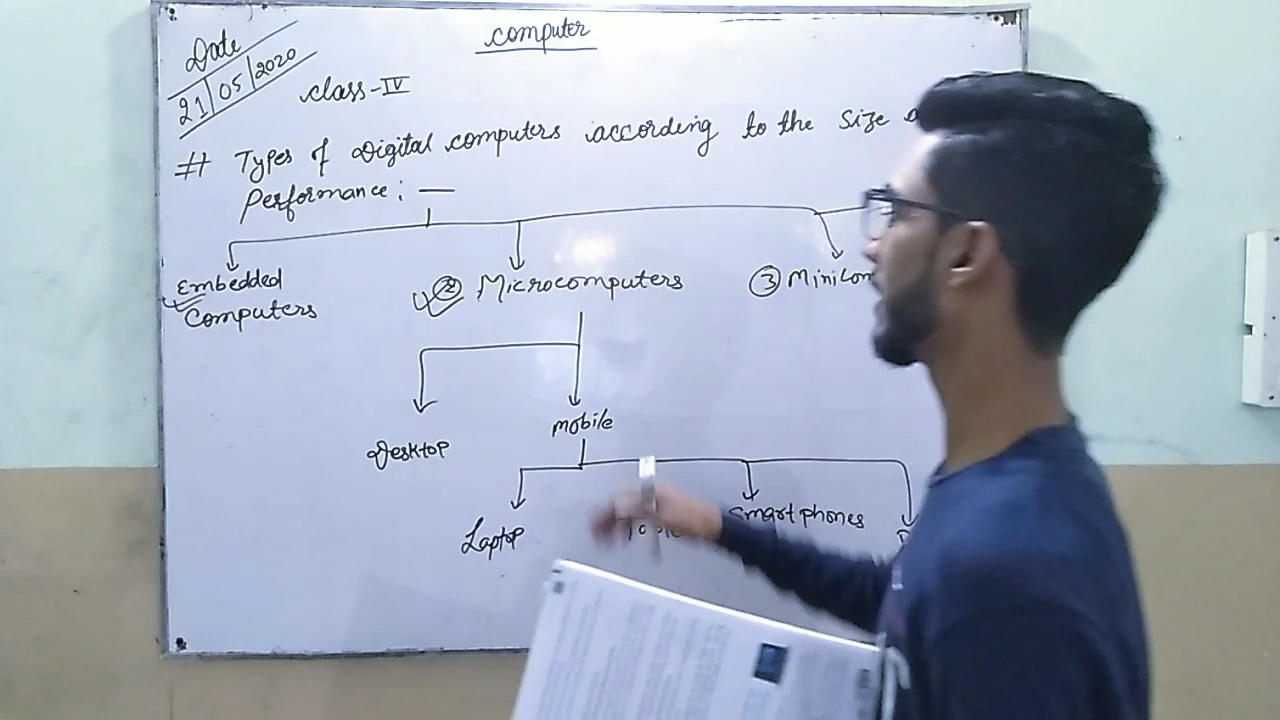 computer
Date
21/05/2020
class-IV
# Types of Digital computers according to the size
Performance: —
Embedded
Computers
② Microcomputers
③
Desktop
mobile
Laptop
Smartphones